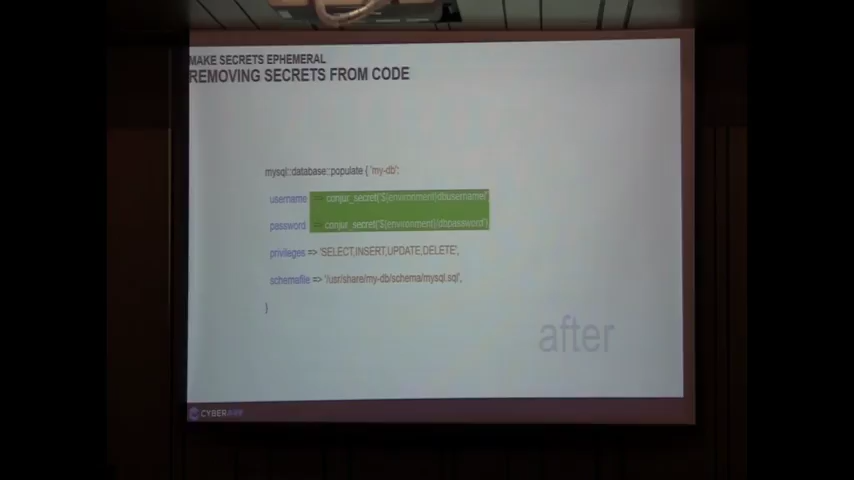 MAKE SECRETS EPHEMERAL
REMOVING SECRETS FROM CODE
mysql::database::populate { 'my-db':
username => conjur_secret('${environment}/dbusername'
password => conjur_secret('${environment}/dbpassword')
privileges => 'SELECT,INSERT,UPDATE,DELETE',
schemafile => '/usr/share/my-db/schema/mysql.sql',
}
after
CYBERARK